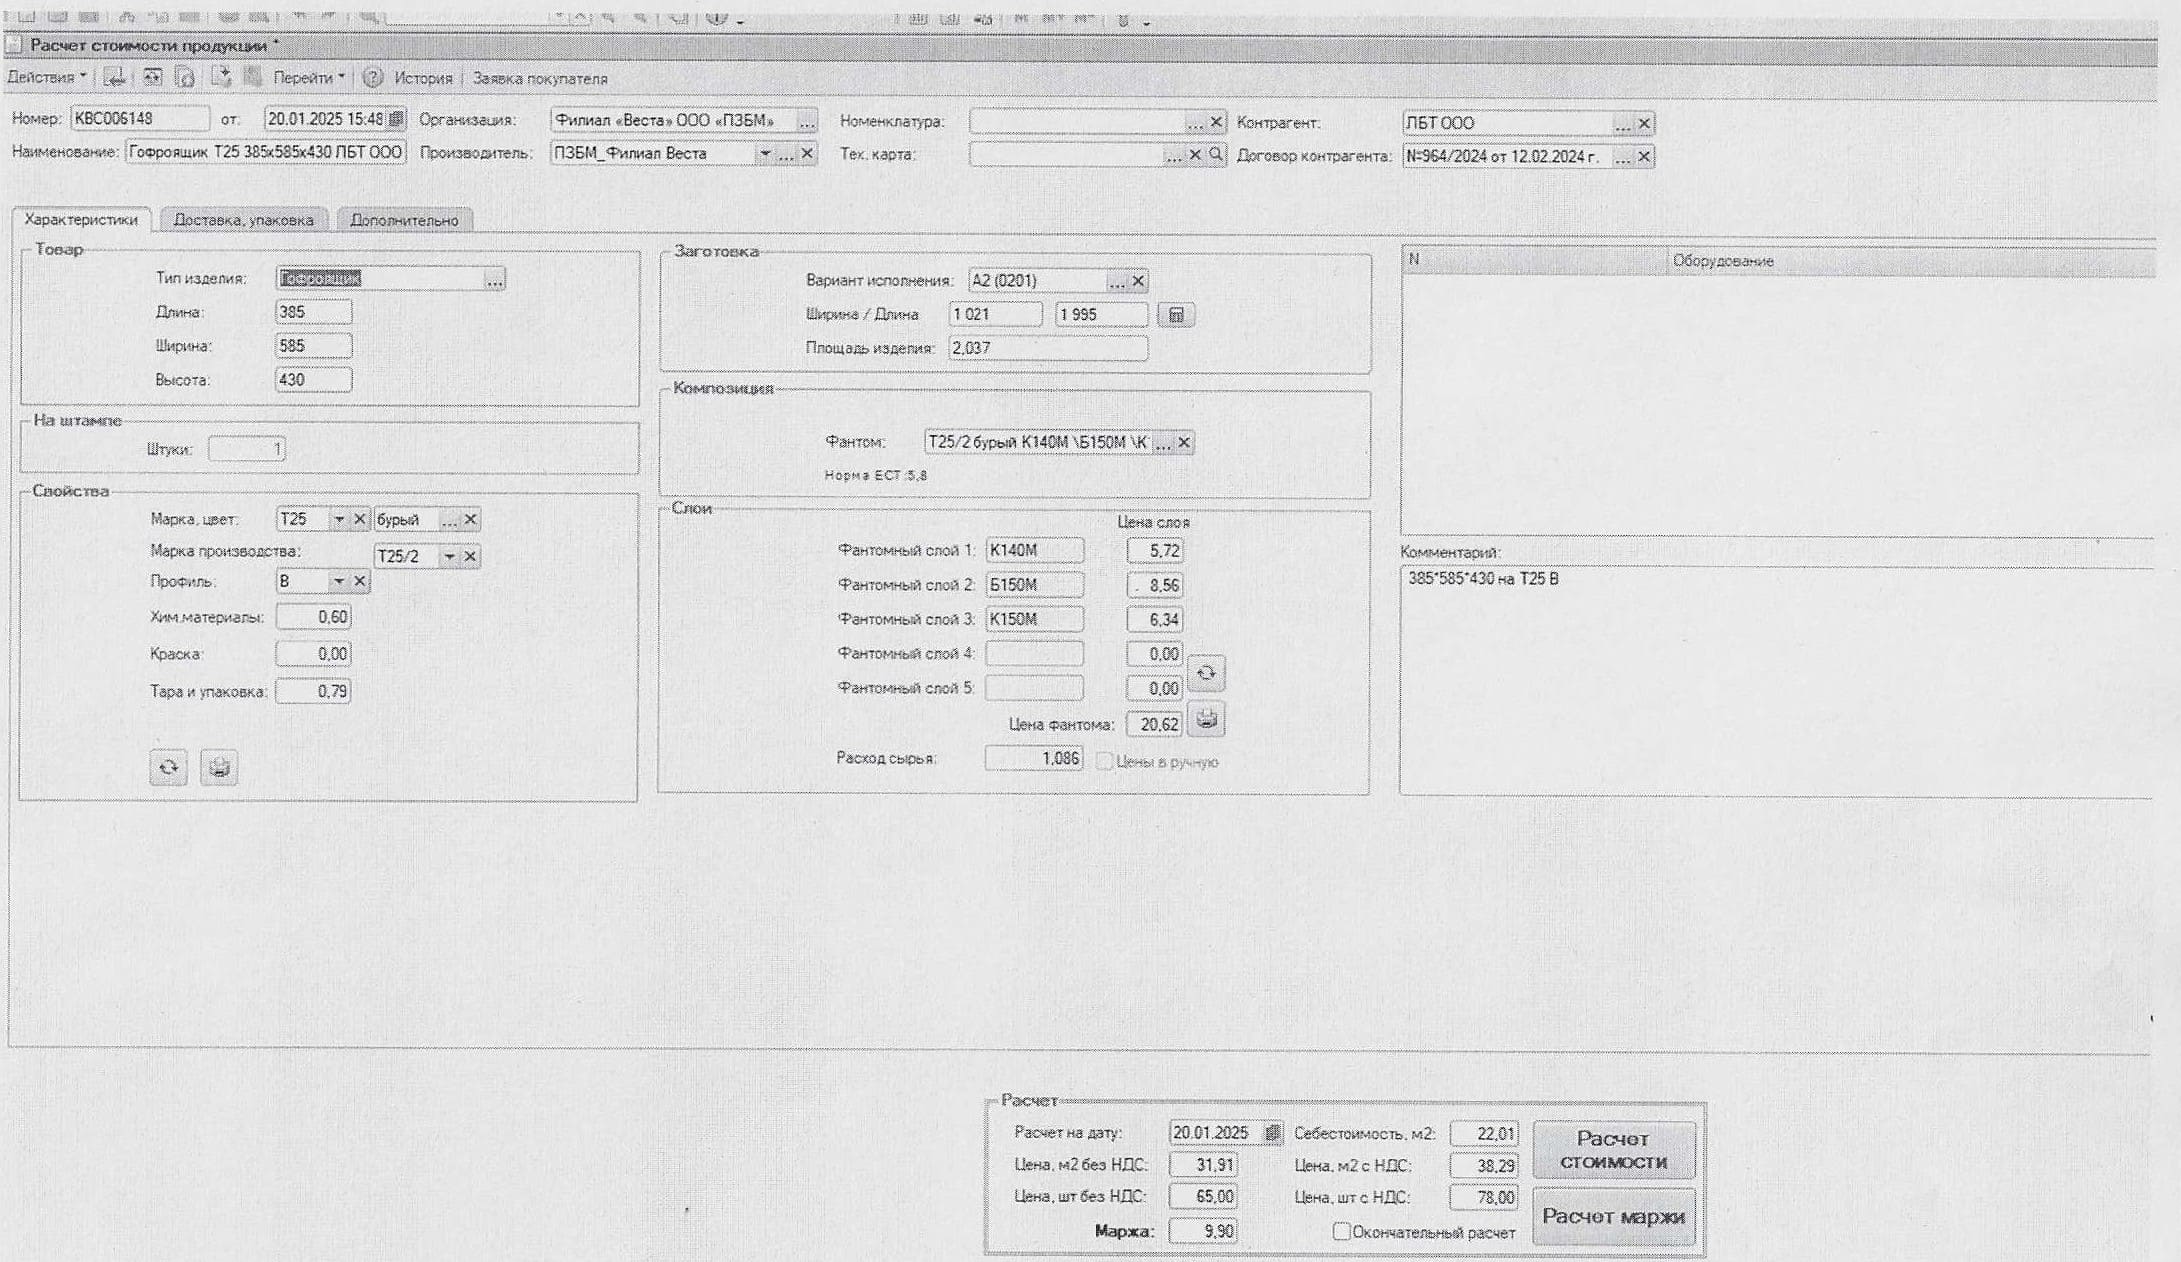 Расчет стоимости продукции *
Действия Перейти История Заявка покупателя
Номер: КВС006148 от: 20.01.2025 15:48 Организация: Филиал «Веста» ООО «ПЗБМ» ... Номенклатура: ... Контрагент: ЛБТ ООО ...
Наименование: Гофроящик Т25 385х585х430 ЛБТ ООО Производитель: ПЗБМ_Филиал Веста ... Тех. карта: ... Договор контрагента: №964/2024 от 12.02.2024 г. ...
Характеристики Доставка, упаковка Дополнительно
Товар
Тип изделия: Гофроящик ...
Длина: 385
Ширина: 585
Высота: 430
На штампе
Штуки: 1
Свойства
Марка, цвет: Т25 бурый ...
Марка производства: Т25/2
Профиль: В
Хим.материалы: 0,60
Краска: 0,00
Тара и упаковка: 0,79
Заготовка
Вариант исполнения: А2 (0201) ...
Ширина / Длина 1 021 1 995
Площадь изделия: 2,037
Композиция
Фантом: Т25/2 бурый К140М \Б150М \К ...
Норма ЕСТ :5,8
Слои
Цена слоя
Фантомный слой 1: К140М 5,72
Фантомный слой 2: Б150М 8,56
Фантомный слой 3: К150М 6,34
Фантомный слой 4: 0,00
Фантомный слой 5: 0,00
Цена фантома: 20,62
Расход сырья: 1,086 Цены в ручную
N Оборудование
Комментарий:
385*585*430 на Т25 В
Расчет
Расчет на дату: 20.01.2025 Себестоимость, м2: 22,01
Цена, м2 без НДС: 31,91 Цена, м2 с НДС: 38,29
Цена, шт без НДС: 65,00 Цена, шт с НДС: 78,00
Маржа: 9,90 Окончательный расчет
Расчет
стоимости
Расчет маржи